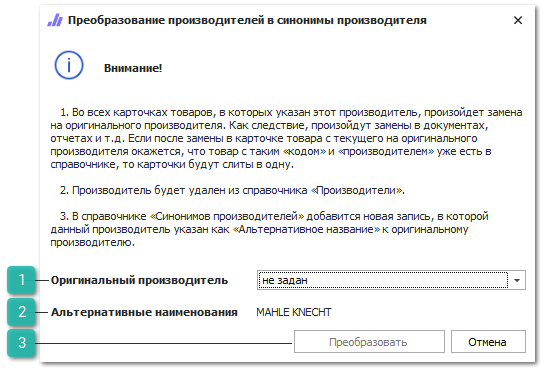 Преобразование производителей в синонимы производителя
Внимание!
1. Во всех карточках товаров, в которых указан этот производитель, произойдет замена
на оригинального производителя. Как следствие, произойдут замены в документах,
отчетах и т.д. Если после замены в карточке товара с текущего на оригинального
производителя окажется, что товар с таким «кодом» и «производителем» уже есть в
справочнике, то карточки будут слиты в одну.
2. Производитель будет удален из справочника «Производители».
3. В справочнике «Синонимов производителей» добавится новая запись, в которой
данный производитель указан как «Альтернативное название» к оригинальному
производителю.
1 Оригинальный производитель не задан
2 Альтернативные наименования MAHLE KNECHT
3 Преобразовать Отмена